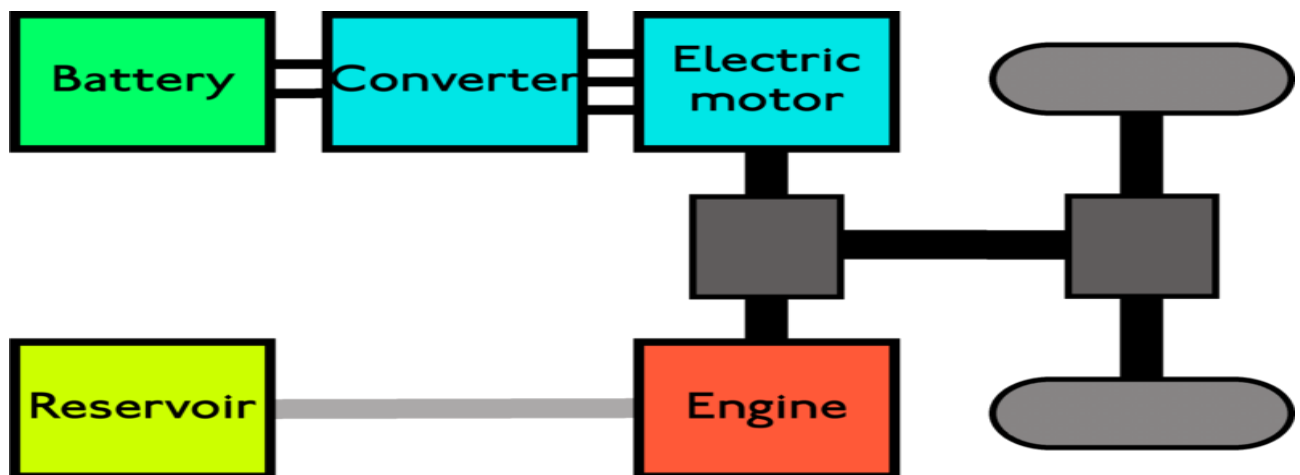 Battery
Converter
Electric
motor
Reservoir
Engine